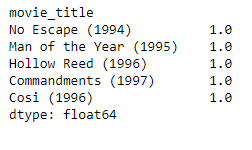 movie_title
No Escape (1994) 1.0
Man of the Year (1995) 1.0
Hollow Reed (1996) 1.0
Commandments (1997) 1.0
Cosi (1996) 1.0
dtype: float64